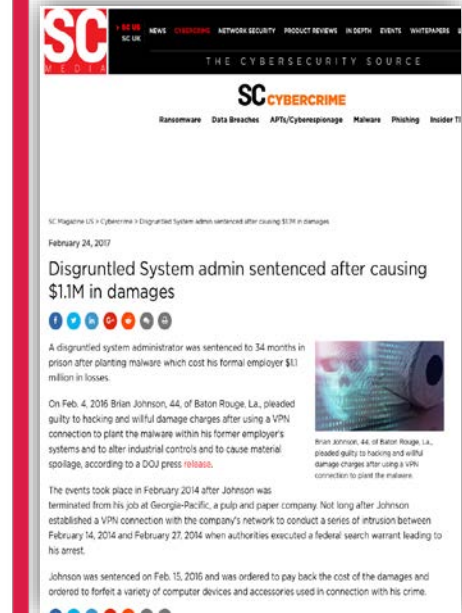 SC
MEDIA
> SC US
SC UK
NEWS CYBERCRIME NETWORK SECURITY PRODUCT REVIEWS IN DEPTH EVENTS WHITEPAPERS
THE CYBERSECURITY SOURCE
SC CYBERCRIME
Ransomware Data Breaches APTs/Cyberespionage Malware Phishing Insider
SC Magazine US > Cybercrime > Disgruntled System admin sentenced after causing $1.1M in damages
February 24, 2017
Disgruntled System admin sentenced after causing
$1.1M in damages
A disgruntled system administrator was sentenced to 34 months in
prison after planting malware which cost his formal employer $1.1
million in losses.
On Feb. 4, 2016 Brian Johnson, 44, of Baton Rouge, La., pleaded
guilty to hacking and willful damage charges after using a VPN
connection to plant the malware within his former employer's
systems and to alter industrial controls and to cause material
spoilage, according to a DOJ press release.
Brian Johnson, 44, of Baton Rouge, La.,
pleaded guilty to hacking and willful
damage charges after using a VPN
connection to plant the malware.
The events took place in February 2014 after Johnson was
terminated from his job at Georgia-Pacific, a pulp and paper company. Not long after Johnson
established a VPN connection with the company's network to conduct a series of intrusion between
February 14, 2014 and February 27, 2014 when authorities executed a federal search warrant leading to
his arrest.
Johnson was sentenced on Feb. 15, 2016 and was ordered to pay back the cost of the damages and
ordered to forfeit a variety of computer devices and accessories used in connection with his crime.